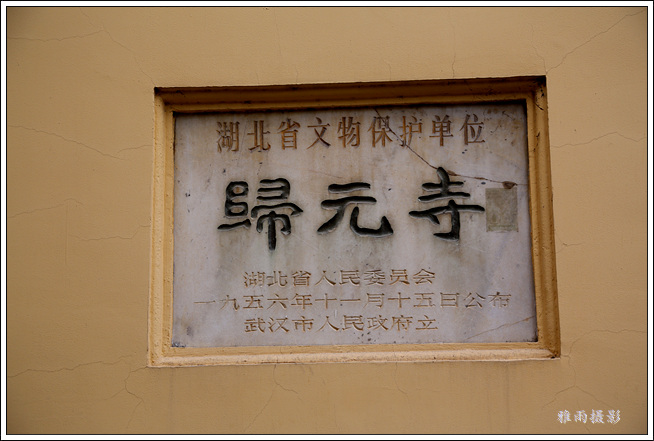 湖北省文物保护单位
歸元寺
湖北省人民委员会
一九五六年十一月十五日公布
武汉市人民政府立
雅雨摄影